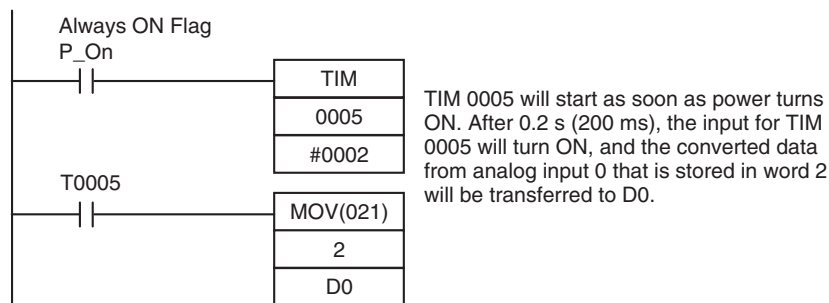 Always ON Flag
P_On
TIM
0005
#0002
TIM 0005 will start as soon as power turns
ON. After 0.2 s (200 ms), the input for TIM
0005 will turn ON, and the converted data
from analog input 0 that is stored in word 2
will be transferred to D0.
T0005
MOV(021)
2
D0